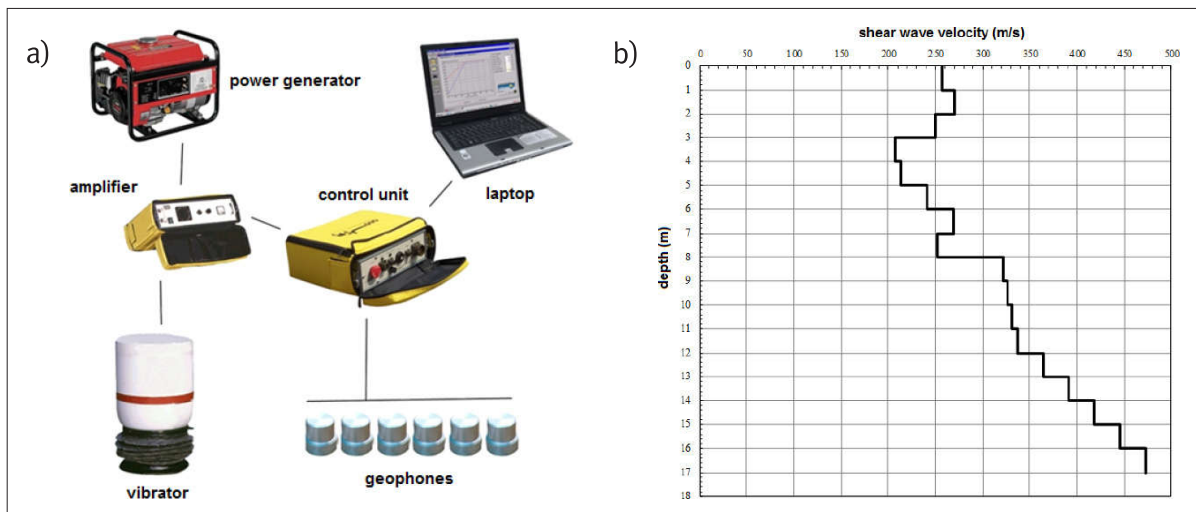 a)
power generator
amplifier
control unit
laptop
vibrator
geophones
b)
shear wave velocity (m/s)
0 50 100 150 200 250 300 350 400 450 500
depth (m)
0
1
2
3
4
5
6
7
8
9
10
11
12
13
14
15
16
17
18